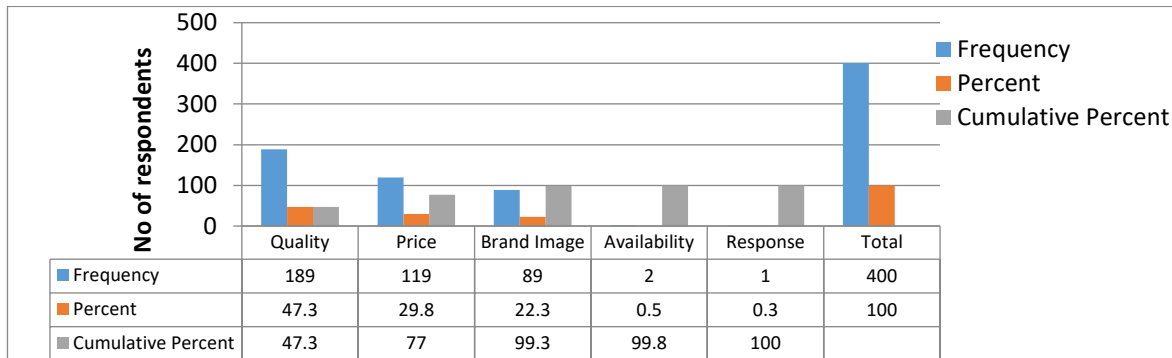 500
400
300
200
100
0
No of respondents
Frequency
Percent
Cumulative Percent
Quality Price Brand Image Availability Response Total
Frequency 189 119 89 2 1 400
Percent 47.3 29.8 22.3 0.5 0.3 100
Cumulative Percent 47.3 77 99.3 99.8 100